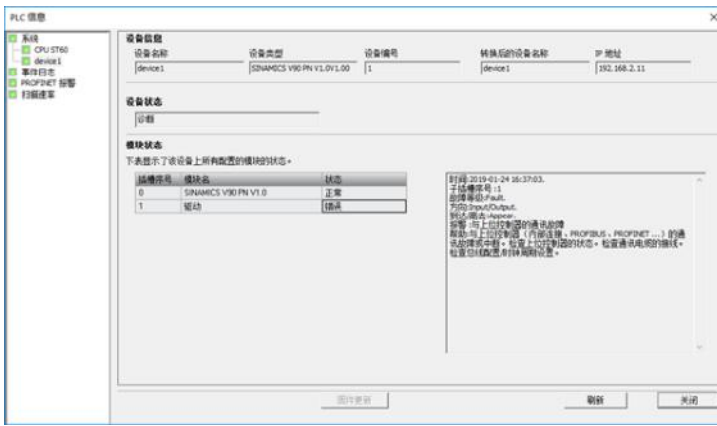 PLC 信息
系统
CPU ST60
device1
事件日志
PROFINET 报警
扫描速率
设备信息
设备名称 设备类型 设备编号 转换后的设备名称 IP 地址
device1 SINAMICS V90 PN V1.0V1.00 1 device1 192.168.2.11
设备状态
诊断
模块状态
下表显示了该设备上所有配置的模块的状态。
插槽序号 模块名 状态
0 SINAMICS V90 PN V1.0 正常
1 驱动 错误
时间:2019-01-24 16:37:03.
子插槽序号:1
故障等级:Fault.
方向:Input/Output.
到达/离去:Appear.
报警:与上位控制器的通讯故障
帮助:与上位控制器(内部连接、PROFIBUS、PROFINET ...)的通
讯故障或中断。检查上位控制器的状态。检查通讯电缆的接线。
检查总线配置/时钟周期设置。
固件更新 刷新 关闭